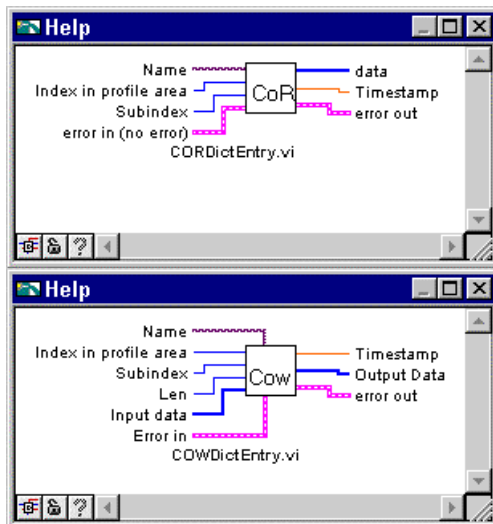 Help
Name
Index in profile area
Subindex
error in (no error)
CoR
data
Timestamp
error out
CORDictEntry.vi
?
Help
Name
Index in profile area
Subindex
Len
Input data
Error in
Cow
Timestamp
Output Data
error out
COWDictEntry.vi
?